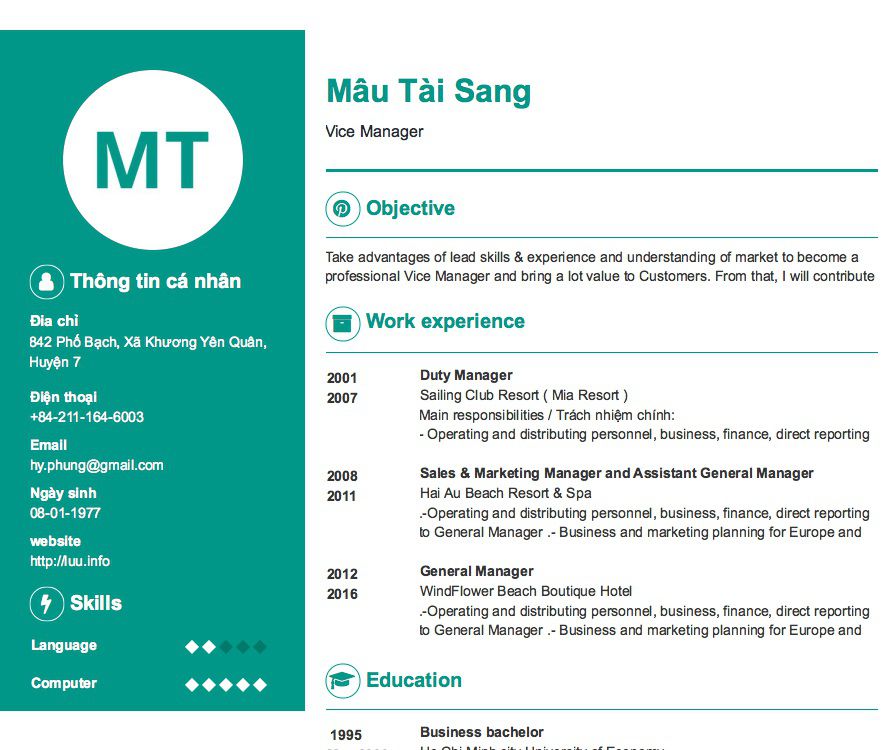 MT
Thông tin cá nhân
Đia chỉ
842 Phố Bạch, Xã Khương Yên Quân,
Huyện 7
Điện thoại
+84-211-164-6003
Email
hy.phung@gmail.com
Ngày sinh
08-01-1977
website
http://luu.info
Skills
Language
Computer
Mâu Tài Sang
Vice Manager
Objective
Take advantages of lead skills & experience and understanding of market to become a
professional Vice Manager and bring a lot value to Customers. From that, I will contribute
Work experience
2001
2007
Duty Manager
Sailing Club Resort ( Mia Resort )
Main responsibilities / Trách nhiệm chính:
- Operating and distributing personnel, business, finance, direct reporting
2008
2011
Sales & Marketing Manager and Assistant General Manager
Hai Au Beach Resort & Spa
.-Operating and distributing personnel, business, finance, direct reporting
to General Manager .- Business and marketing planning for Europe and
2012
2016
General Manager
WindFlower Beach Boutique Hotel
.-Operating and distributing personnel, business, finance, direct reporting
to General Manager .- Business and marketing planning for Europe and
Education
1995
Business bachelor
Ho Chi Minh city University of Economy